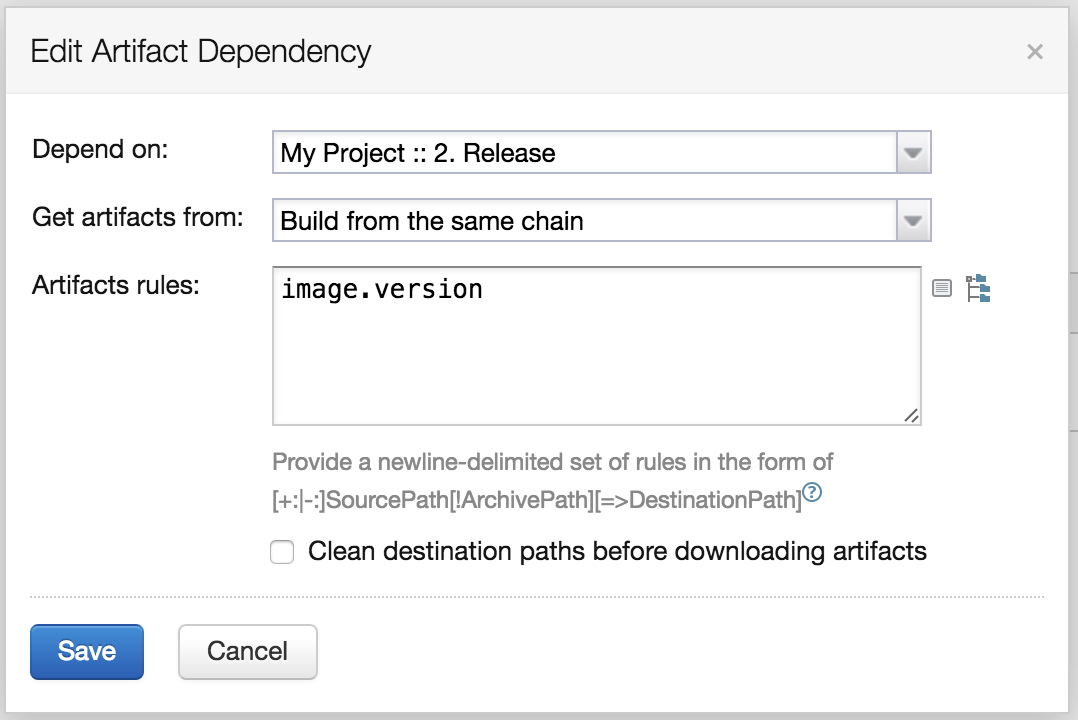 Edit Artifact Dependency
×
Depend on:
My Project :: 2. Release
Get artifacts from:
Build from the same chain
Artifacts rules:
image.version
Provide a newline-delimited set of rules in the form of
[+:|-:]SourcePath[!ArchivePath][=>DestinationPath]?
Clean destination paths before downloading artifacts
Save
Cancel